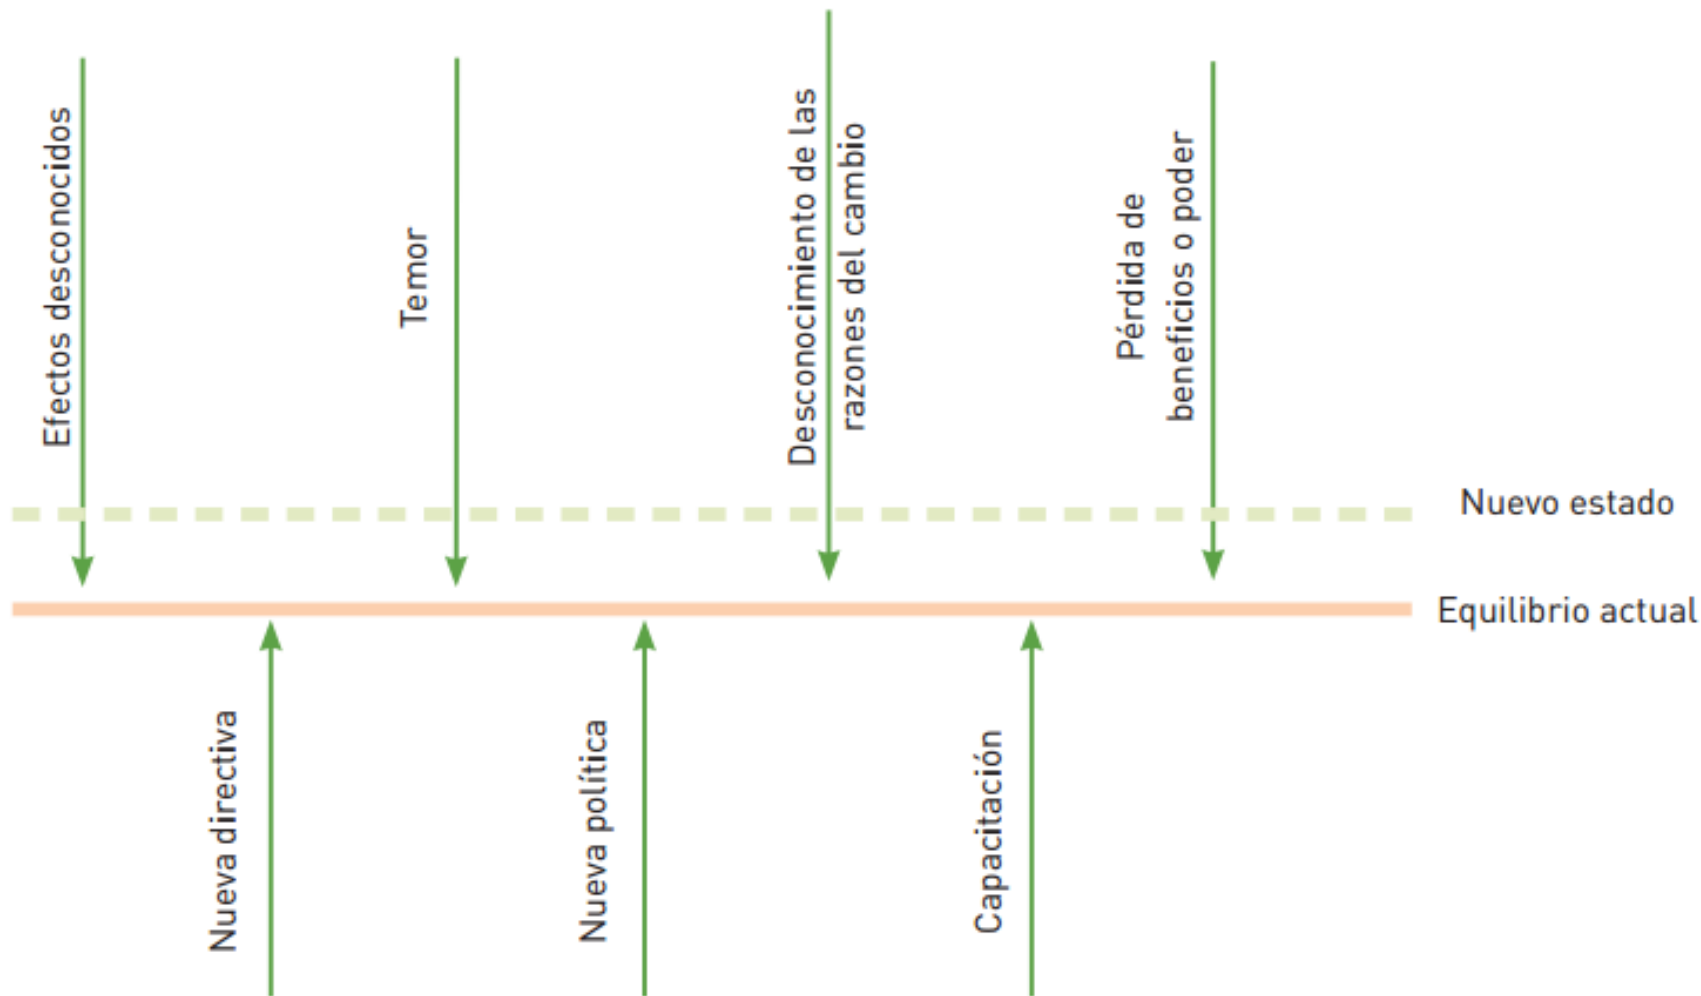 Efectos desconocidos
Temor
Desconocimiento de las
razones del cambio
Pérdida de
beneficios o poder
Nuevo estado
Equilibrio actual
Nueva directiva
Nueva política
Capacitación